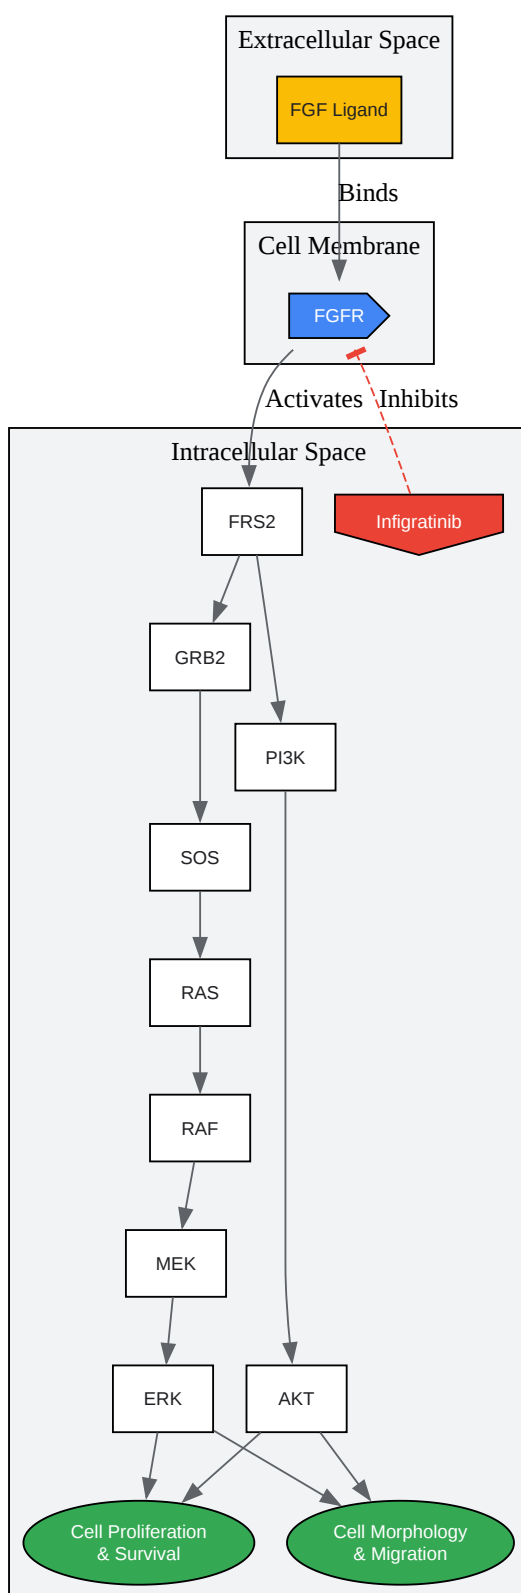 Extracellular Space
FGF Ligand
Binds
Cell Membrane
FGFR
Activates
Inhibits
Intracellular Space
FRS2
Infigratinib
GRB2
PI3K
SOS
RAS
RAF
MEK
ERK
AKT
Cell Proliferation
& Survival
Cell Morphology
& Migration